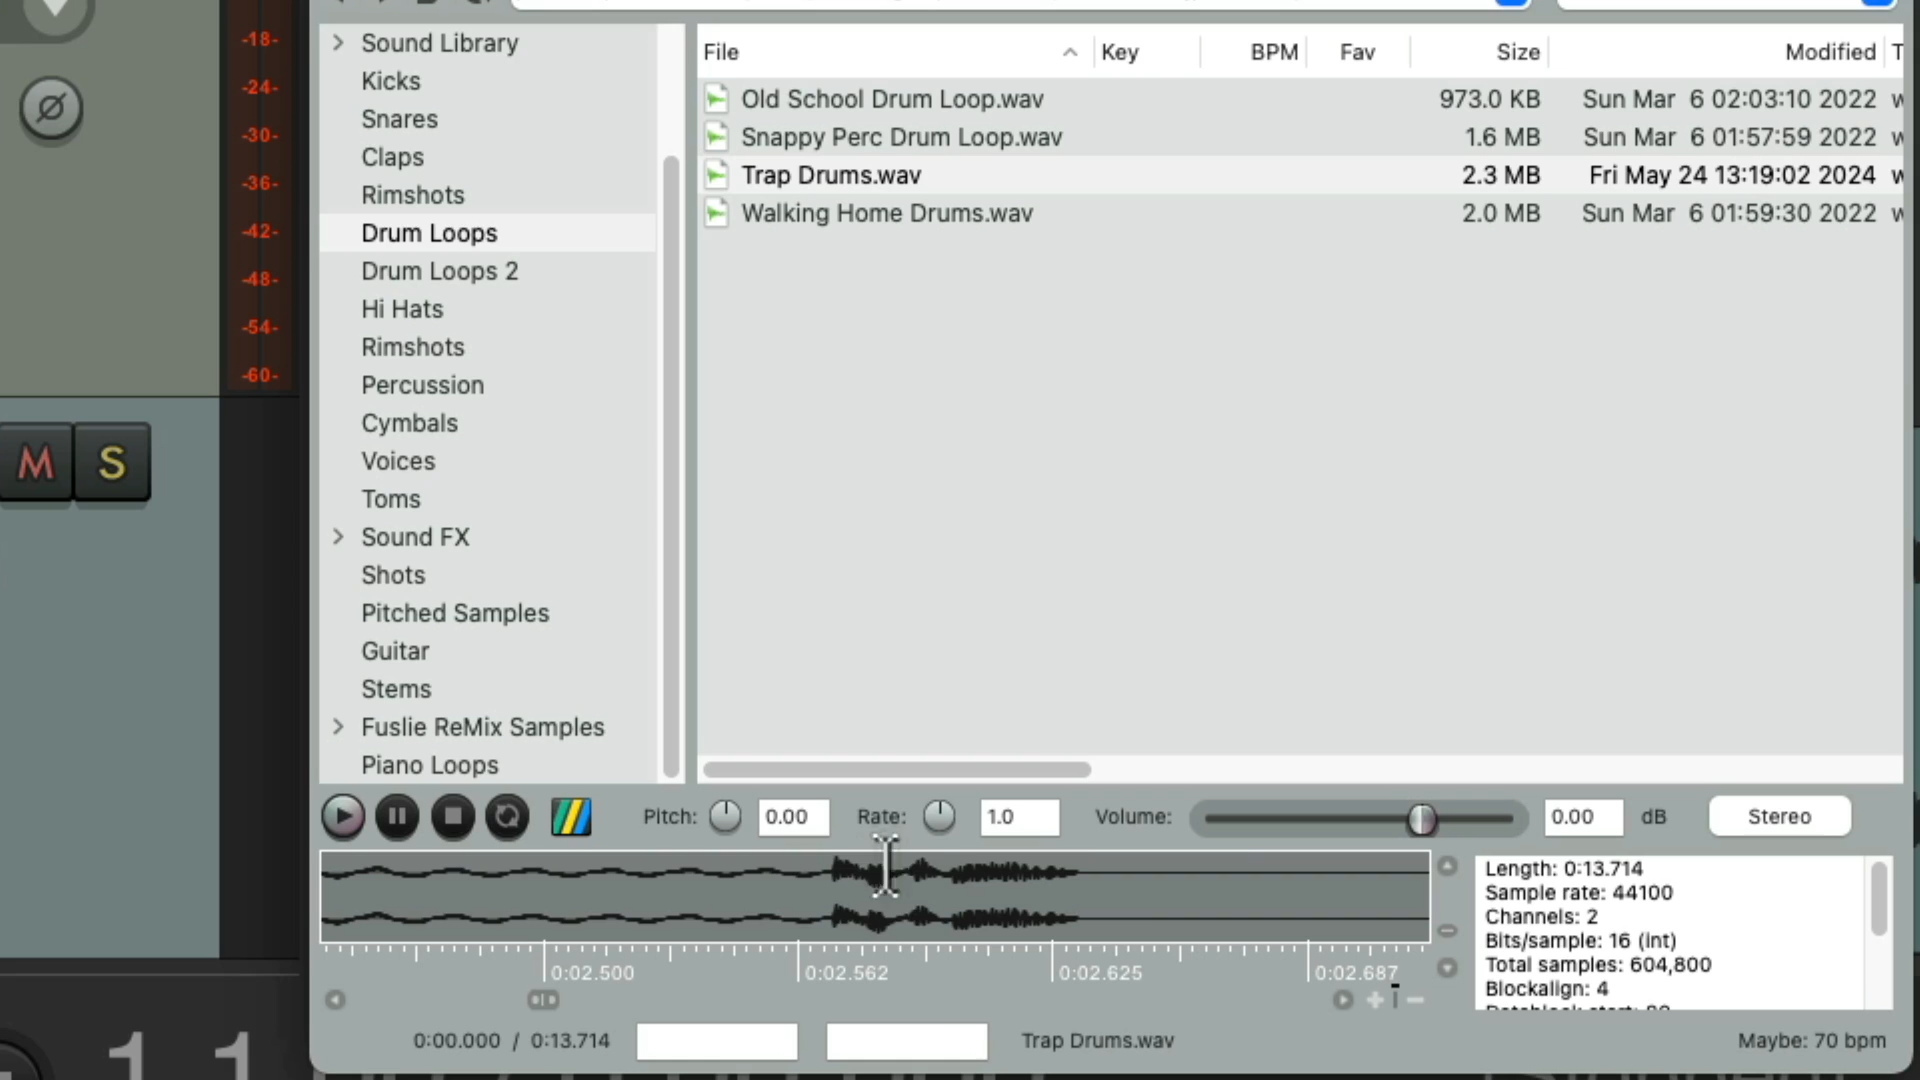 -18-
-24-
-30-
-36-
-42-
-48-
-54-
-60-
M S
Sound Library
Kicks
Snares
Claps
Rimshots
Drum Loops
Drum Loops 2
Hi Hats
Rimshots
Percussion
Cymbals
Voices
Toms
Sound FX
Shots
Pitched Samples
Guitar
Stems
Fuslie ReMix Samples
Piano Loops
File Key BPM Fav Size Modified T
Old School Drum Loop.wav 973.0 KB Sun Mar 6 02:03:10 2022 w
Snappy Perc Drum Loop.wav 1.6 MB Sun Mar 6 01:57:59 2022 w
Trap Drums.wav 2.3 MB Fri May 24 13:19:02 2024 w
Walking Home Drums.wav 2.0 MB Sun Mar 6 01:59:30 2022 w
Pitch: 0.00 Rate: 1.0 Volume: 0.00 dB Stereo
0:02.500 0:02.562 0:02.625 0:02.687
Length: 0:13.714
Sample rate: 44100
Channels: 2
Bits/sample: 16 (int)
Total samples: 604,800
Blockalign: 4
0:00.000 / 0:13.714 Trap Drums.wav Maybe: 70 bpm
1 1